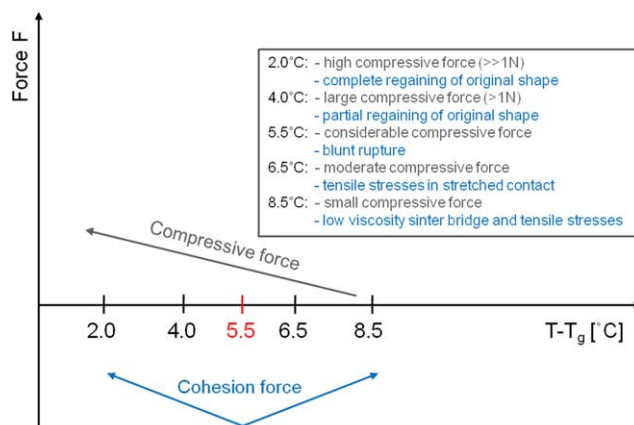 Force F
2.0°C: - high compressive force (>>1N)
- complete regaining of original shape
4.0°C: - large compressive force (>1N)
- partial regaining of original shape
5.5°C: - considerable compressive force
- blunt rupture
6.5°C: - moderate compressive force
- tensile stresses in stretched contact
8.5°C: - small compressive force
- low viscosity sinter bridge and tensile stresses
Compressive force
2.0 4.0 5.5 6.5 8.5 T-Tg [°C]
Cohesion force